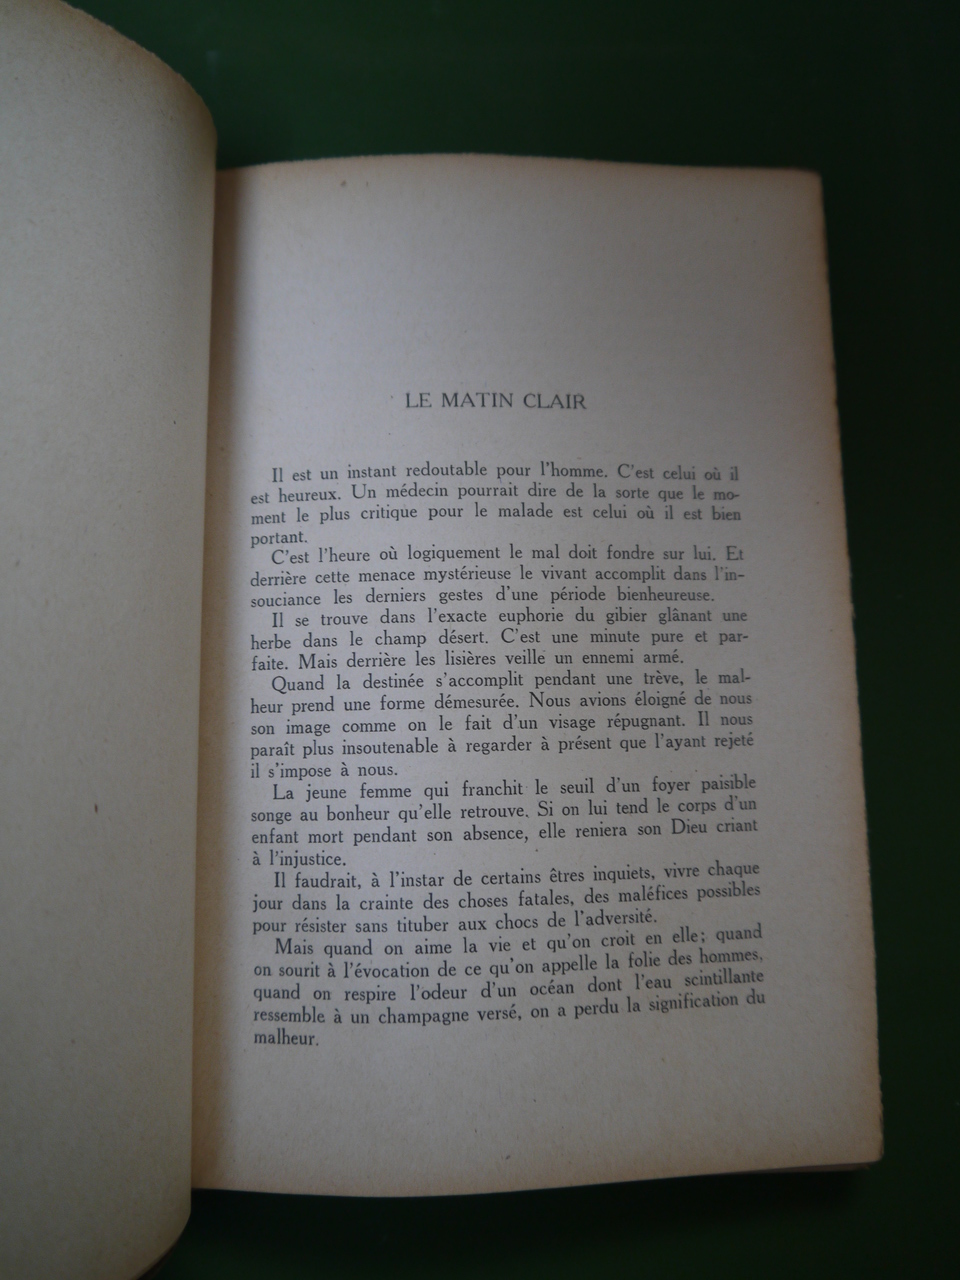 LE MATIN CLAIR
Il est un instant redoutable pour l'homme. C'est celui où il
est heureux. Un médecin pourrait dire de la sorte que le mo-
ment le plus critique pour le malade est celui où il est bien
portant.
C'est l'heure où logiquement le mal doit fondre sur lui. Et
derrière cette menace mystérieuse le vivant accomplit dans l'in-
souciance les derniers gestes d'une période bienheureuse.
Il se trouve dans l'exacte euphorie du gibier glânant une
herbe dans le champ désert. C'est une minute pure et par-
faite. Mais derrière les lisières veille un ennemi armé.
Quand la destinée s'accomplit pendant une trève, le mal-
heur prend une forme démesurée. Nous avions éloigné de nous
son image comme on le fait d'un visage répugnant. Il nous
paraît plus insoutenable à regarder à présent que l'ayant rejeté
il s'impose à nous.
La jeune femme qui franchit le seuil d'un foyer paisible
songe au bonheur qu'elle retrouve. Si on lui tend le corps d'un
enfant mort pendant son absence, elle reniera son Dieu criant
à l'injustice.
Il faudrait, à l'instar de certains êtres inquiets, vivre chaque
jour dans la crainte des choses fatales, des maléfices possibles
pour résister sans tituber aux chocs de l'adversité.
Mais quand on aime la vie et qu'on croit en elle; quand
on sourit à l'évocation de ce qu'on appelle la folie des hommes,
quand on respire l'odeur d'un océan dont l'eau scintillante
ressemble à un champagne versé, on a perdu la signification du
malheur.